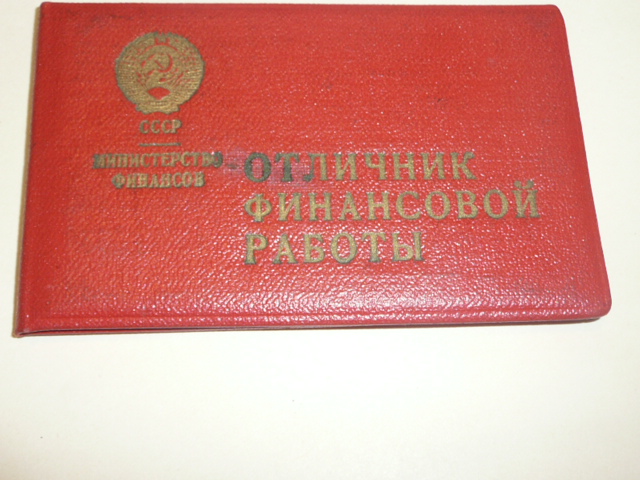 СССР
МИНИСТЕРСТВО
ФИНАНСОВ
ОТЛИЧНИК
ФИНАНСОВОЙ
РАБОТЫ